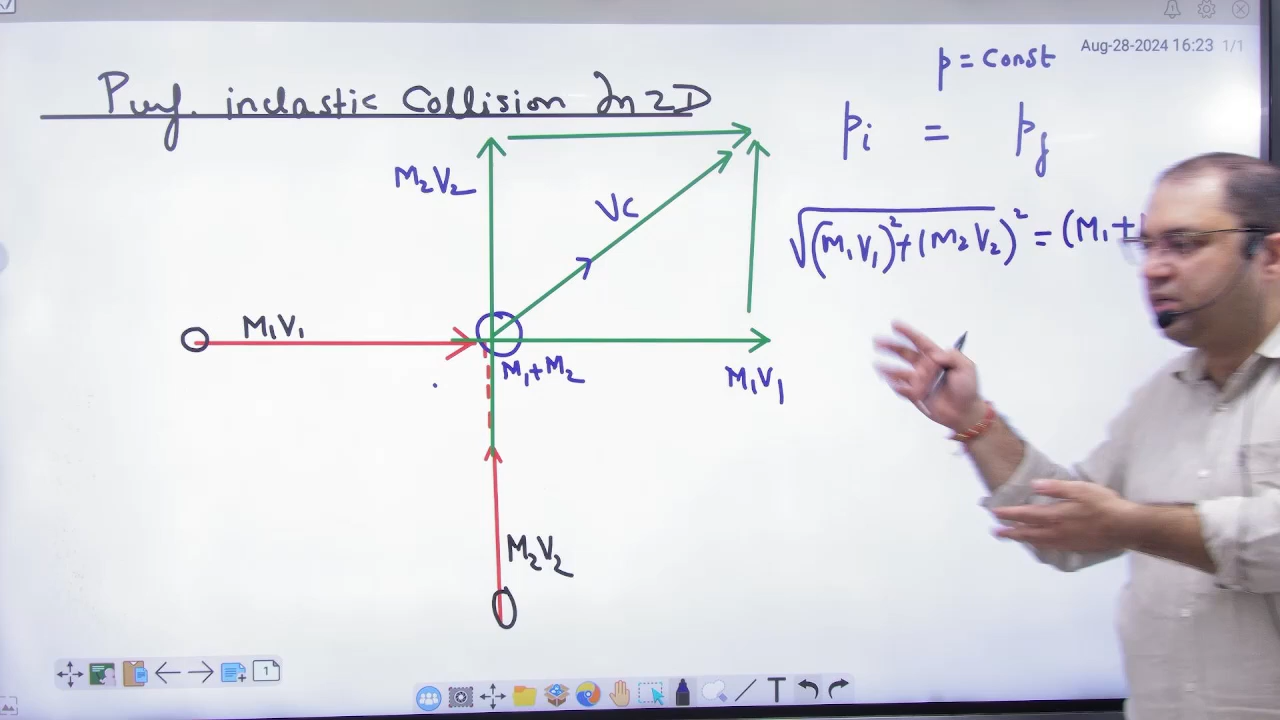 Aug-28-2024 16:23 1/1
p = Const
Perf. inelastic Collision In 2D
pi = pf
M₂V₂
VC
√(M₁V₁)²+(M₂V₂)² = (M₁+
M₁V₁
M₁+M₂
M₁V₁
M₂V₂
1
T